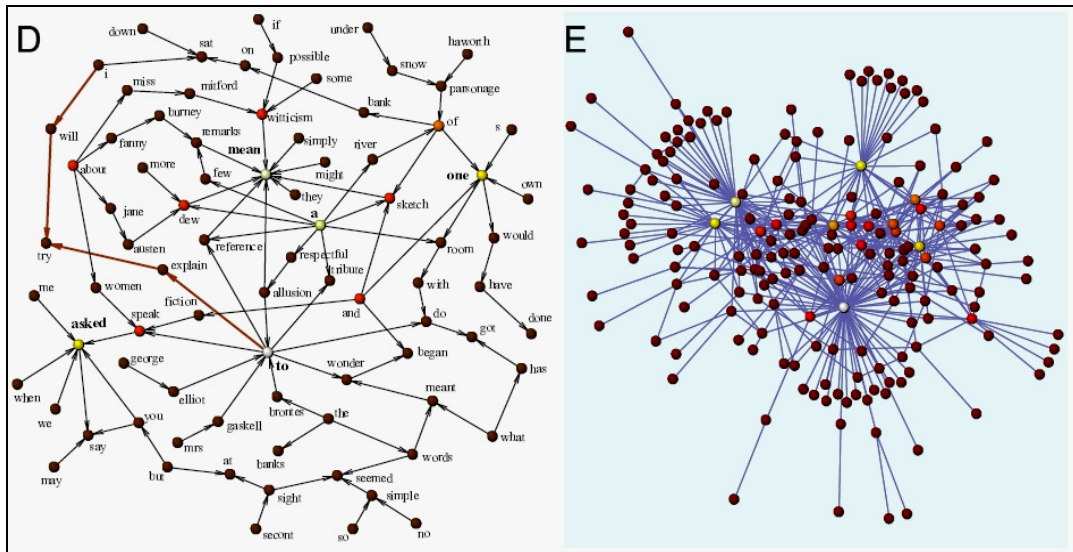 D
E
down
if
under
haworth
sat
on
possible
snow
i
miss
mitford
some
parsonage
bank
burney
witticism
of
s
will
fanny
remarks
simply
river
mean
about
more
few
might
one
they
own
a
sketch
jane
dew
would
austen
reference
respectful
room
try
explain
tribute
women
allusion
with
have
me
fiction
and
asked
speak
do
got
done
george
to
wonder
began
has
when
elliot
meant
we
you
brontes
the
gaskell
what
say
mrs
banks
words
may
but
at
seemed
sight
simple
secont
so
no